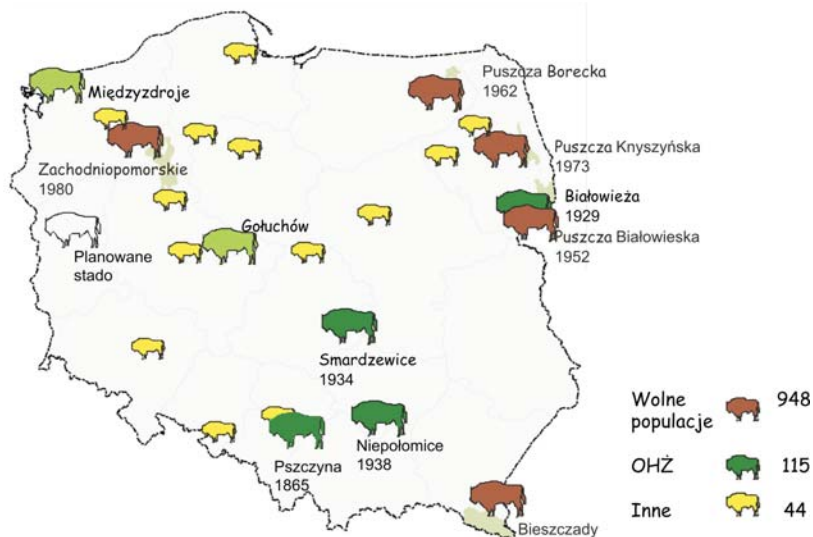 Międzyzdroje
Puszcza Borecka
1962
Zachodniopomorskie
1980
Puszcza Knyszyńska
1973
Białowieża
1929
Puszcza Białowieska
1952
Gołuchów
Planowane
stado
Smardzewice
1934
Niepołomice
1938
Pszczyna
1865
Bieszczady
Wolne
populacje
948
OHŻ
115
Inne
44